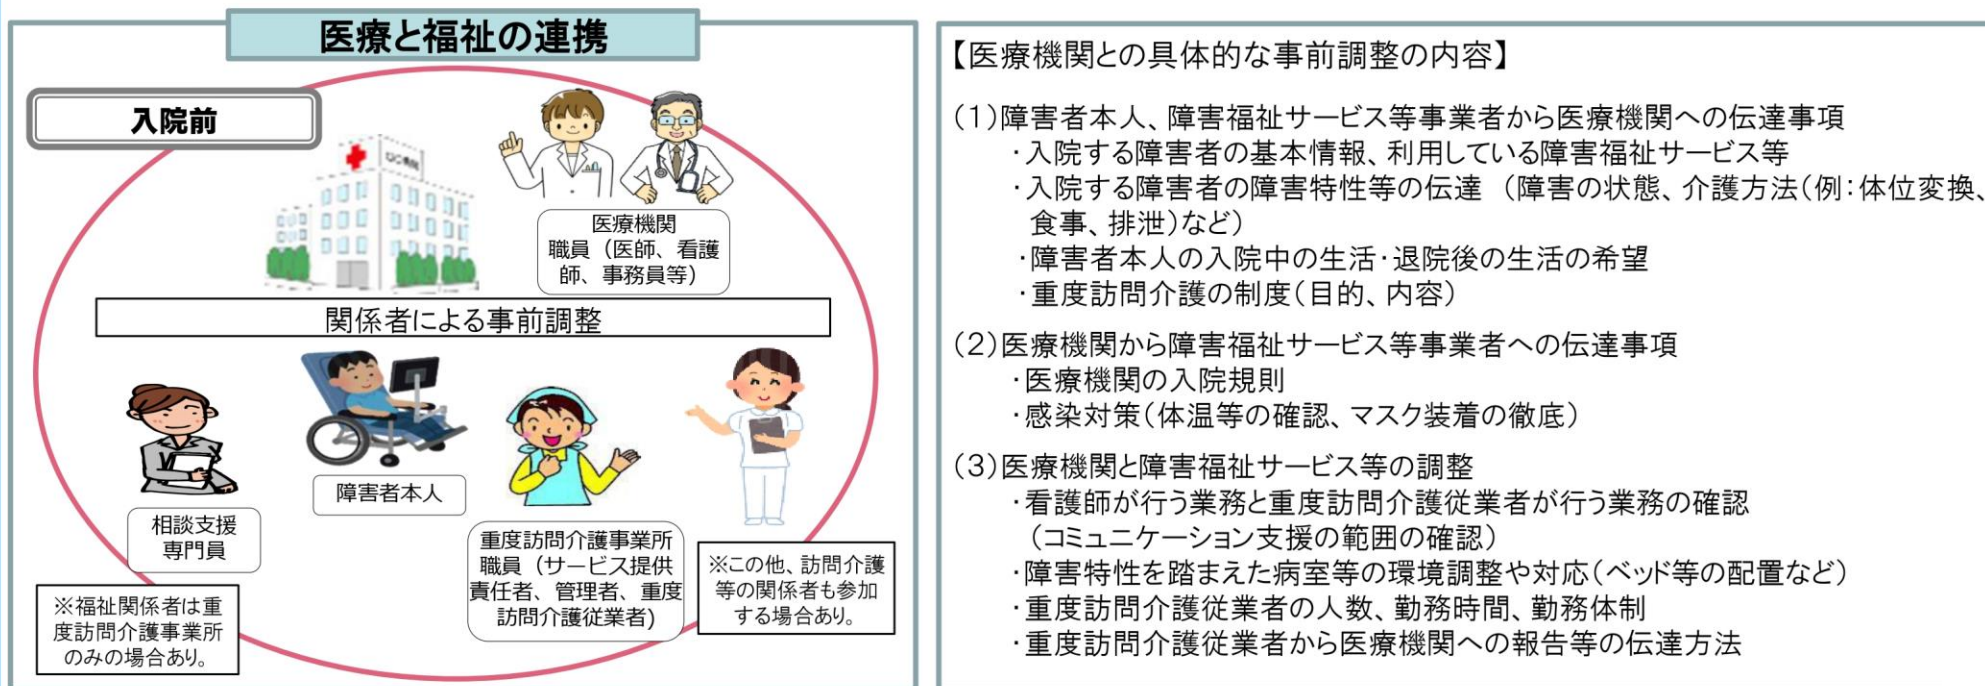 医療と福祉の連携
入院前
医療機関
職員（医師、看護
師、事務員等）
関係者による事前調整
相談支援
専門員
障害者本人
重度訪問介護事業所
職員（サービス提供
責任者、管理者、重度
訪問介護従業者）
※この他、訪問介護
等の関係者も参加
する場合あり。
※福祉関係者は重
度訪問介護事業所
のみの場合あり。
【医療機関との具体的な事前調整の内容】
（１）障害者本人、障害福祉サービス等事業者から医療機関への伝達事項
・入院する障害者の基本情報、利用している障害福祉サービス等
・入院する障害者の障害特性等の伝達　（障害の状態、介護方法（例：体位変換、
食事、排泄）など）
・障害者本人の入院中の生活・退院後の生活の希望
・重度訪問介護の制度（目的、内容）
（２）医療機関から障害福祉サービス等事業者への伝達事項
・医療機関の入院規則
・感染対策（体温等の確認、マスク装着の徹底）
（３）医療機関と障害福祉サービス等の調整
・看護師が行う業務と重度訪問介護従業者が行う業務の確認
（コミュニケーション支援の範囲の確認）
・障害特性を踏まえた病室等の環境調整や対応（ベッド等の配置など）
・重度訪問介護従業者の人数、勤務時間、勤務体制
・重度訪問介護従業者から医療機関への報告等の伝達方法